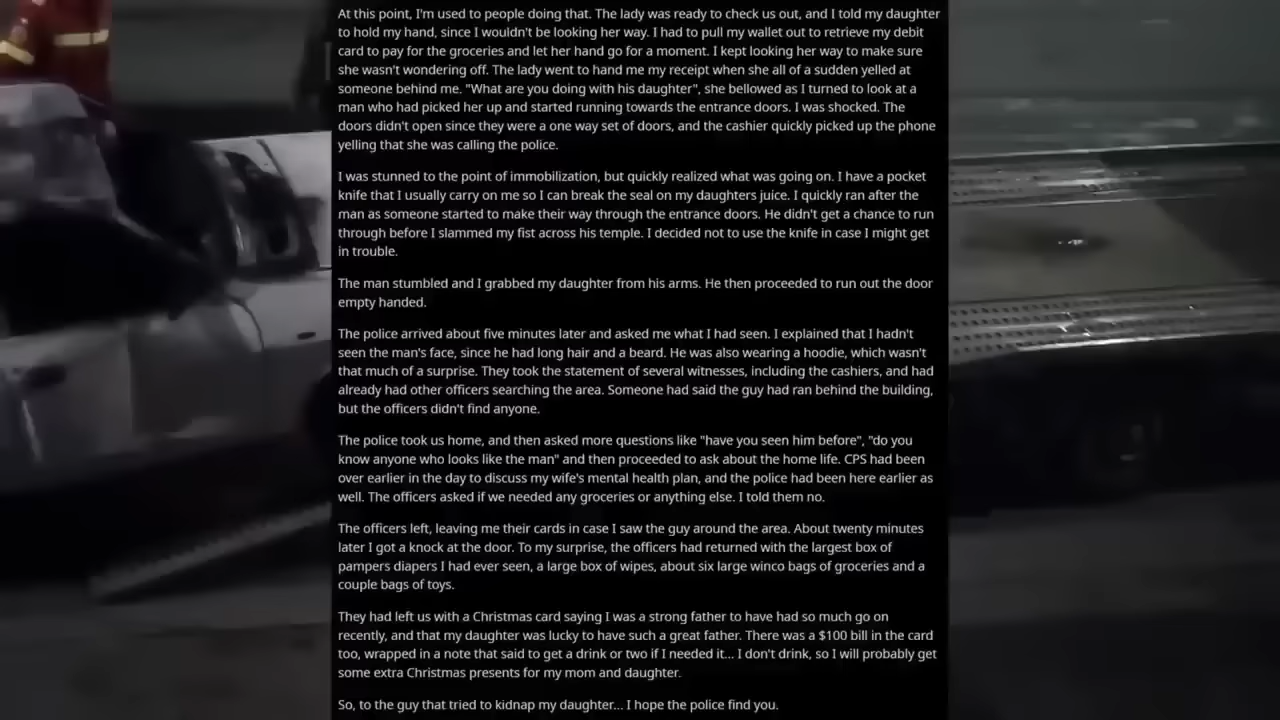 At this point, I'm used to people doing that. The lady was ready to check us out, and I told my daughter
to hold my hand, since I wouldn't be looking her way. I had to pull my wallet out to retrieve my debit
card to pay for the groceries and let her hand go for a moment. I kept looking her way to make sure
she wasn't wondering off. The lady went to hand me my receipt when she all of a sudden yelled at
someone behind me. "What are you doing with his daughter", she bellowed as I turned to look at a
man who had picked her up and started running towards the entrance doors. I was shocked. The
doors didn't open since they were a one way set of doors, and the cashier quickly picked up the phone
yelling that she was calling the police.
I was stunned to the point of immobilization, but quickly realized what was going on. I have a pocket
knife that I usually carry on me so I can break the seal on my daughters juice. I quickly ran after the
man as someone started to make their way through the entrance doors. He didn't get a chance to run
through before I slammed my fist across his temple. I decided not to use the knife in case I might get
in trouble.
The man stumbled and I grabbed my daughter from his arms. He then proceeded to run out the door
empty handed.
The police arrived about five minutes later and asked me what I had seen. I explained that I hadn't
seen the man's face, since he had long hair and a beard. He was also wearing a hoodie, which wasn't
that much of a surprise. They took the statement of several witnesses, including the cashiers, and had
already had other officers searching the area. Someone had said the guy had ran behind the building,
but the officers didn't find anyone.
The police took us home, and then asked more questions like "have you seen him before", "do you
know anyone who looks like the man" and then proceeded to ask about the home life. CPS had been
over earlier in the day to discuss my wife's mental health plan, and the police had been here earlier as
well. The officers asked if we needed any groceries or anything else. I told them no.
The officers left, leaving me their cards in case I saw the guy around the area. About twenty minutes
later I got a knock at the door. To my surprise, the officers had returned with the largest box of
pampers diapers I had ever seen, a large box of wipes, about six large winco bags of groceries and a
couple bags of toys.
They had left us with a Christmas card saying I was a strong father to have had so much go on
recently, and that my daughter was lucky to have such a great father. There was a $100 bill in the card
too, wrapped in a note that said to get a drink or two if I needed it... I don't drink, so I will probably get
some extra Christmas presents for my mom and daughter.
So, to the guy that tried to kidnap my daughter... I hope the police find you.